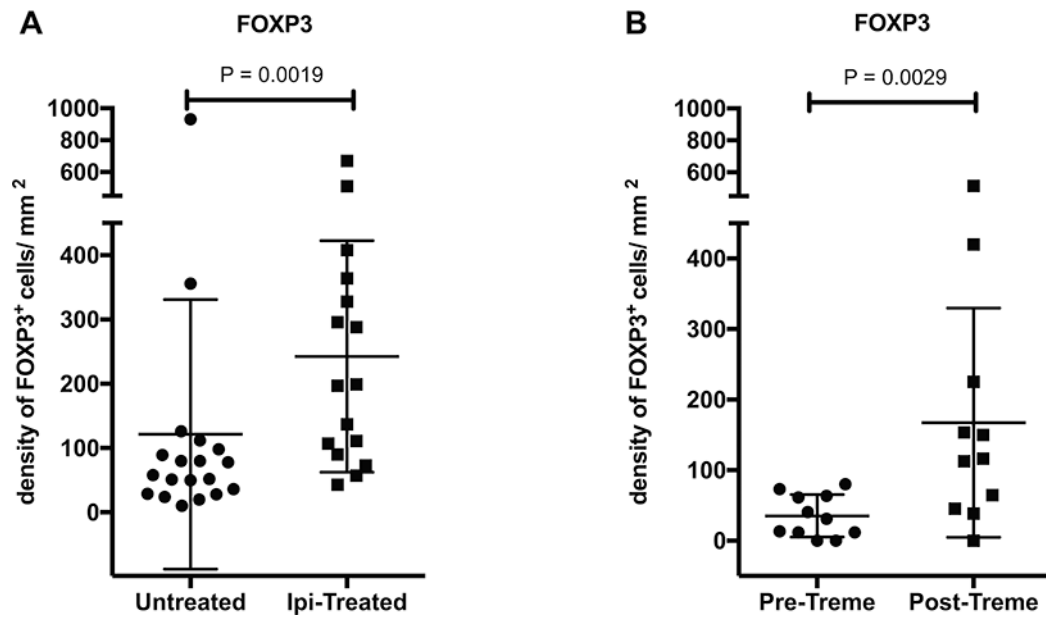 A
FOXP3
P = 0.0019
density of FOXP3⁺ cells/ mm ²
1000
800
600
400
300
200
100
0
Untreated Ipi-Treated
B
FOXP3
P = 0.0029
density of FOXP3⁺ cells/ mm ²
1000
800
600
400
300
200
100
0
Pre-Treme Post-Treme